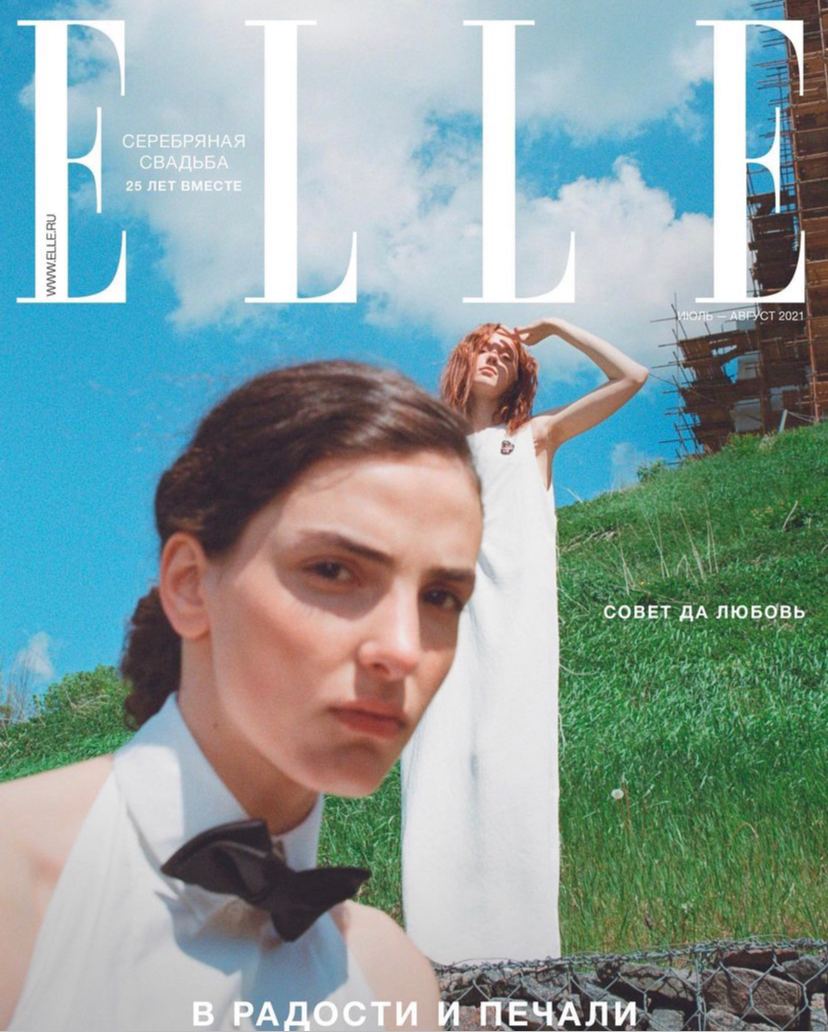 ELLE
СЕРЕБРЯНАЯ
СВАДЬБА
25 ЛЕТ ВМЕСТЕ
WWW.ELLE.RU
ИЮЛЬ — АВГУСТ 2021
СОВЕТ ДА ЛЮБОВЬ
В РАДОСТИ И ПЕЧАЛИ